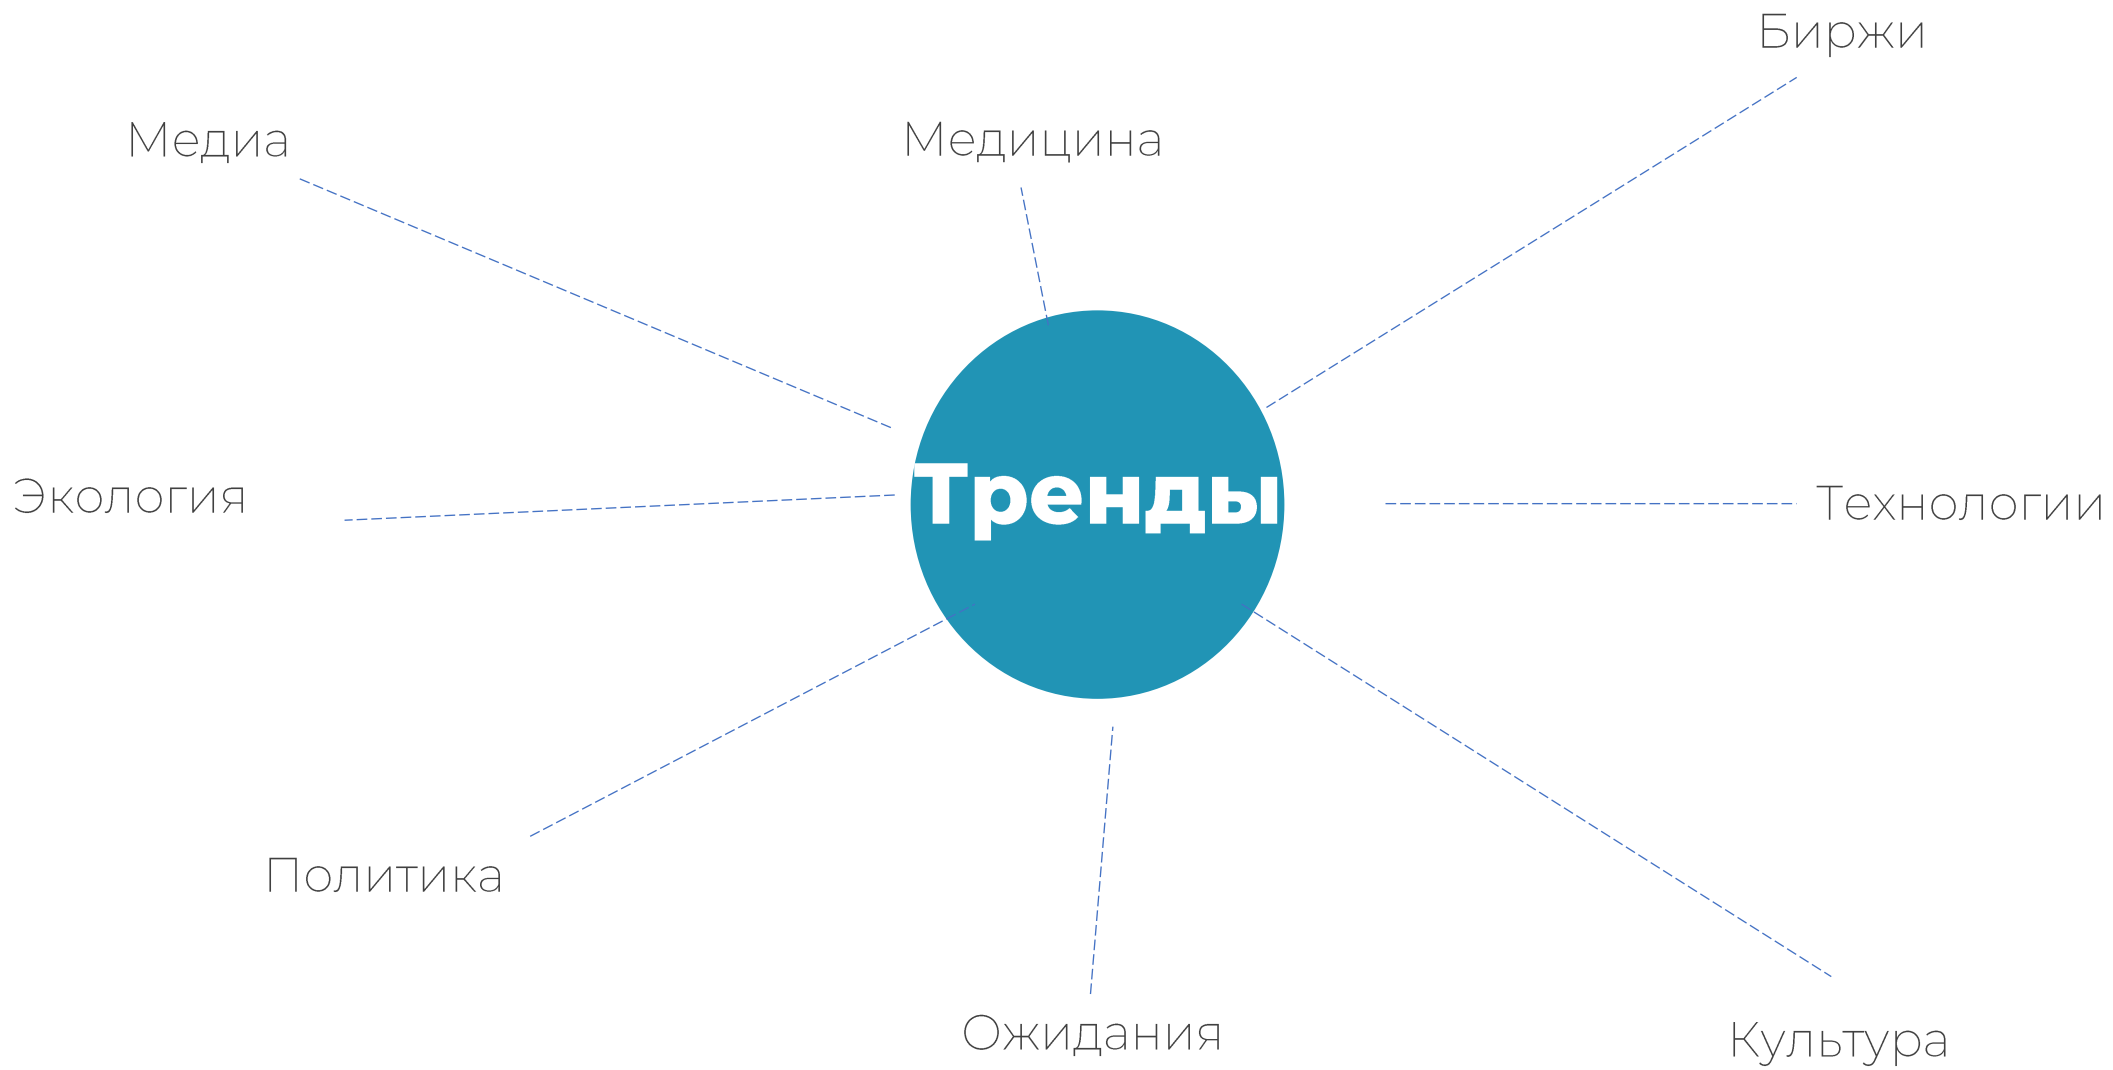 Биржи
Медиа
Медицина
Экология
Тренды
Технологии
Политика
Ожидания
Культура